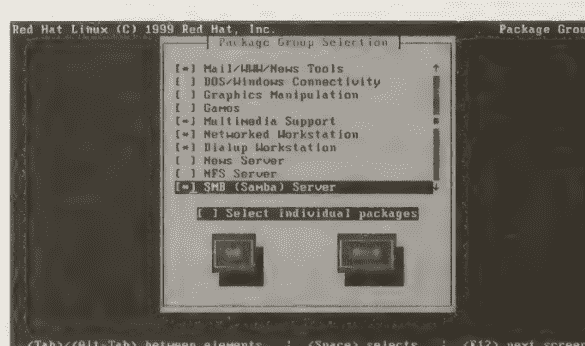 Red Hat Linux (C) 1999 Red Hat, Inc. Package Grou
Package Group Selection
[*] Mail/WWW/News Tools
[ ] DOS/Windows Connectivity
[ ] Graphics Manipulation
[ ] Games
[*] Multimedia Support
[*] Networked Workstation
[*] Dialup Workstation
[ ] News Server
[ ] NFS Server
[*] SMB (Samba) Server
[ ] Select individual packages
<Tab>/<Alt-Tab> between elements | <Space> selects | <F12> next screen